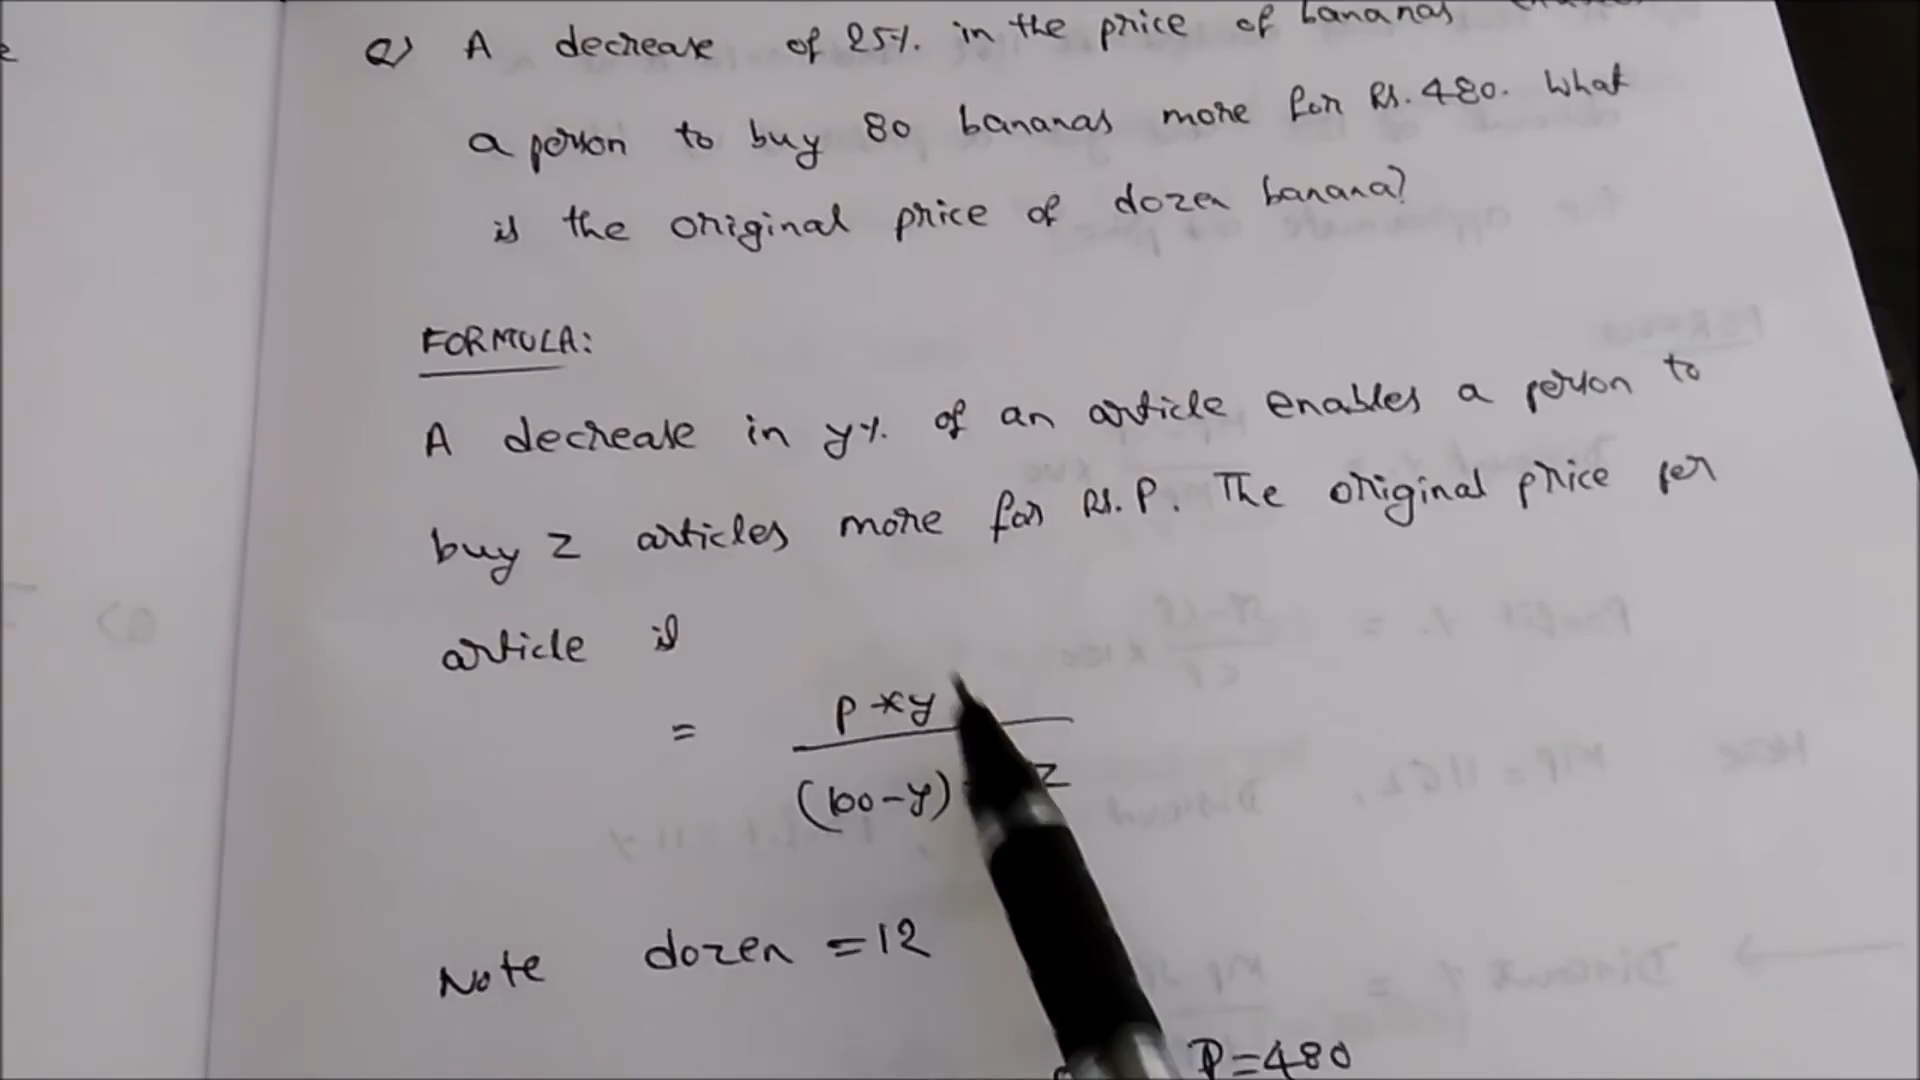 Q) A decrease of 25%. in the price of bananas
a person to buy 80 bananas more for Rs. 480. What
is the original price of dozen banana?
FORMULA:
A decrease in y%. of an article enables a person to
buy z articles more for Rs. P. The original price per
article is
= P * y
(100-y) z
Note dozen = 12
P=480